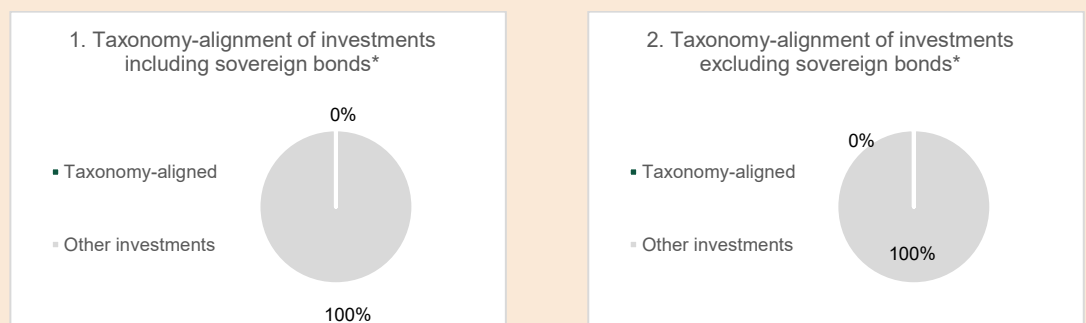 1. Taxonomy-alignment of investments
including sovereign bonds*
0%
Taxonomy-aligned
Other investments
100%
2. Taxonomy-alignment of investments
excluding sovereign bonds*
0%
Taxonomy-aligned
Other investments
100%